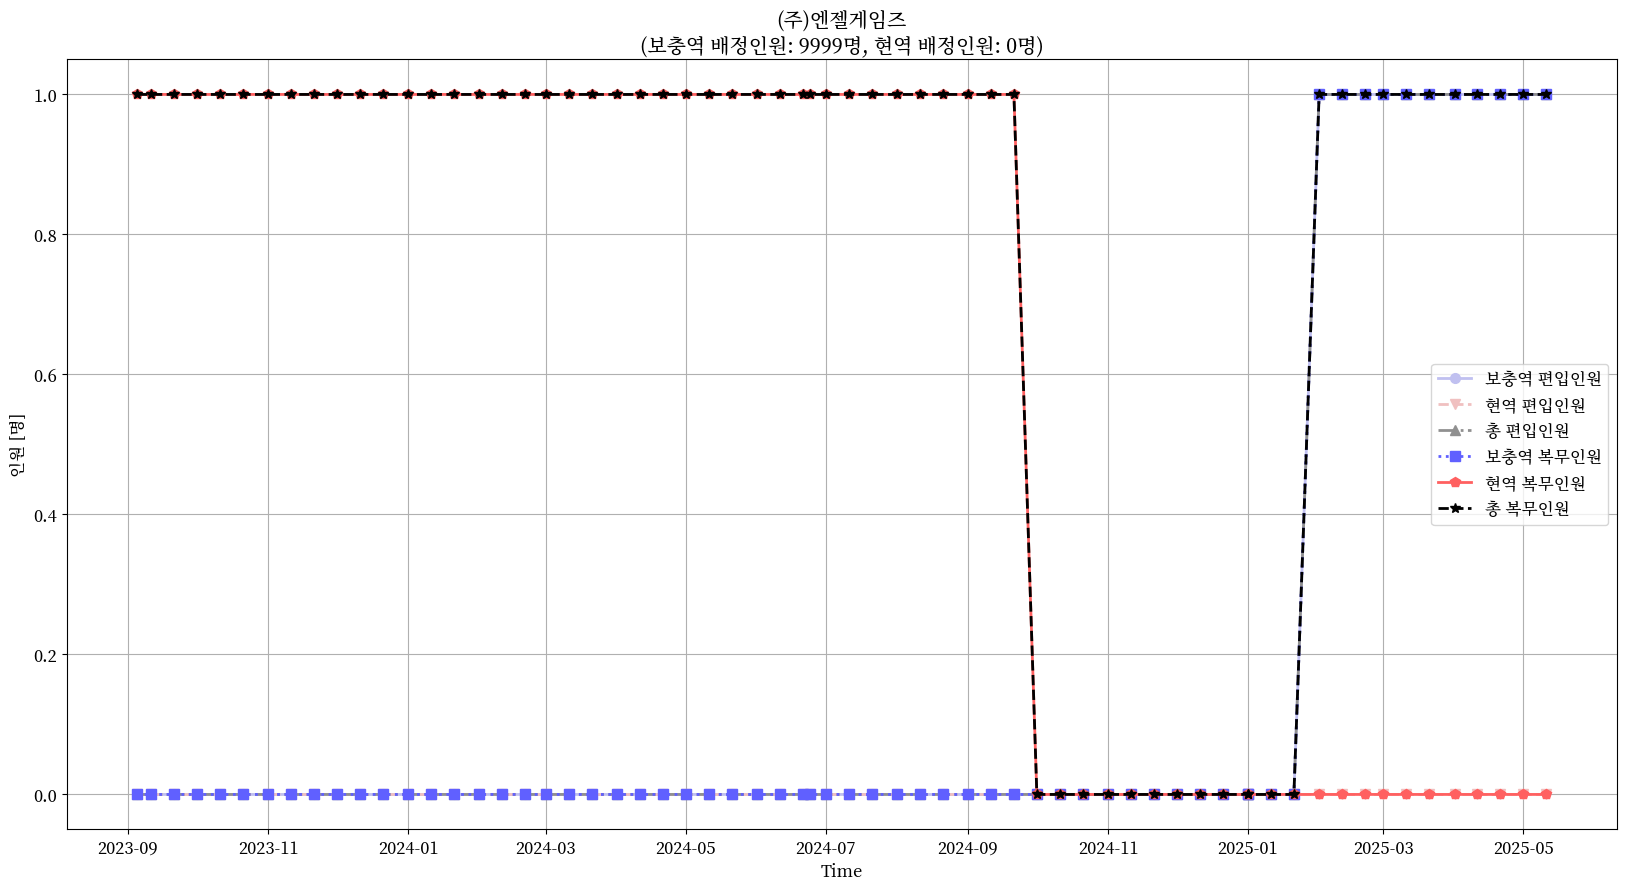 (주)엔젤게임즈
(보충역 배정인원: 9999명, 현역 배정인원: 0명)
1.0
0.8
0.6
0.4
0.2
0.0
인원 [명]
보충역 편입인원
현역 편입인원
총 편입인원
보충역 복무인원
현역 복무인원
총 복무인원
2023-09 2023-11 2024-01 2024-03 2024-05 2024-07 2024-09 2024-11 2025-01 2025-03 2025-05
Time